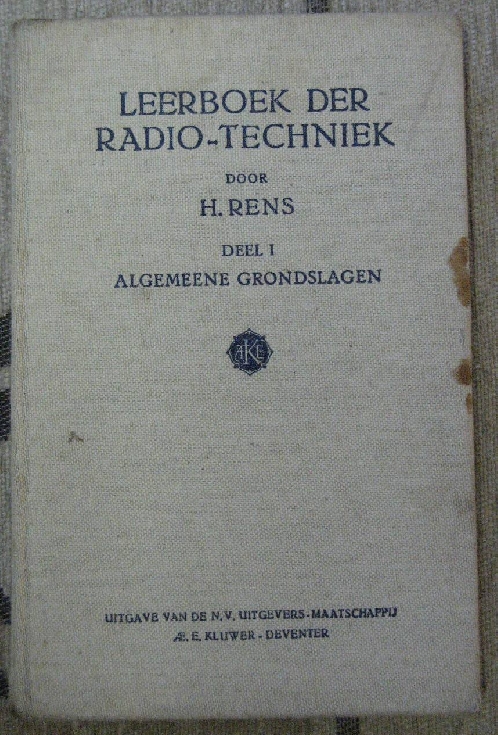 LEERBOEK DER
RADIO-TECHNIEK
DOOR
H. RENS
DEEL I
ALGEMEENE GRONDSLAGEN
ÆKE
UITGAVE VAN DE N.V. UITGEVERS-MAATSCHAPPIJ
Æ. E. KLUWER - DEVENTER